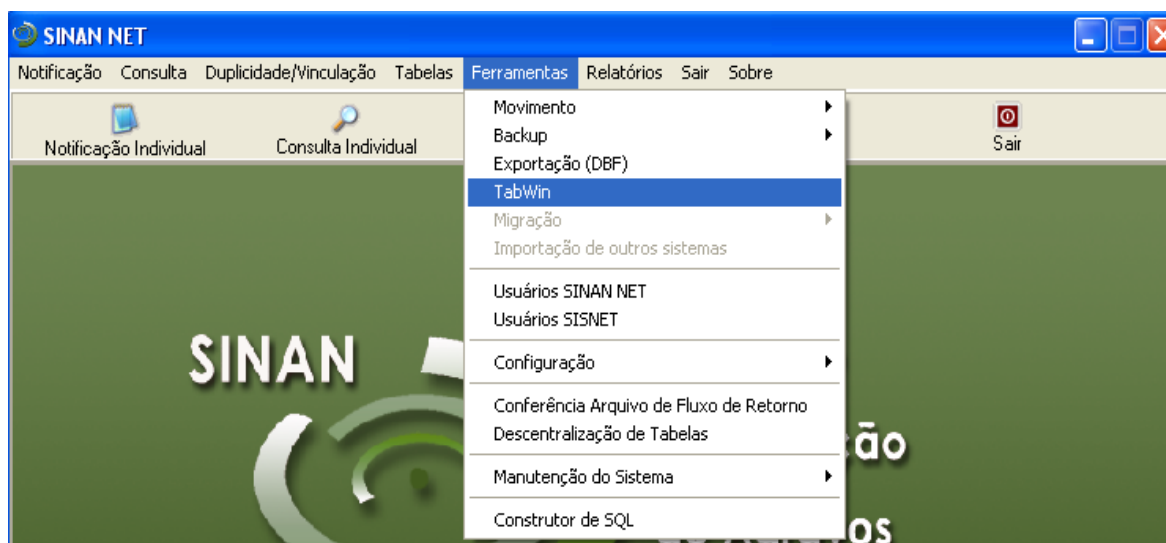 SINAN NET
Notificação Consulta Duplicidade/Vinculação Tabelas Ferramentas Relatórios Sair Sobre
Notificação Individual Consulta Individual Sair
Movimento
Backup
Exportação (DBF)
TabWin
Migração
Importação de outros sistemas
Usuários SINAN NET
Usuários SISNET
Configuração
Conferência Arquivo de Fluxo de Retorno
Descentralização de Tabelas
Manutenção do Sistema
Construtor de SQL
SINAN
ção